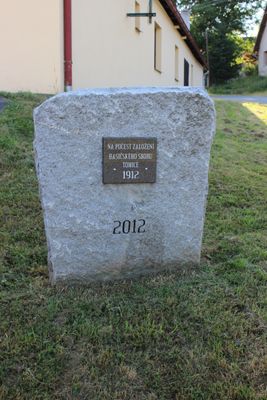 NA POČEST ZALOŽENÍ
HASIČSKÉHO SBORU
TOMICE
1912
2012